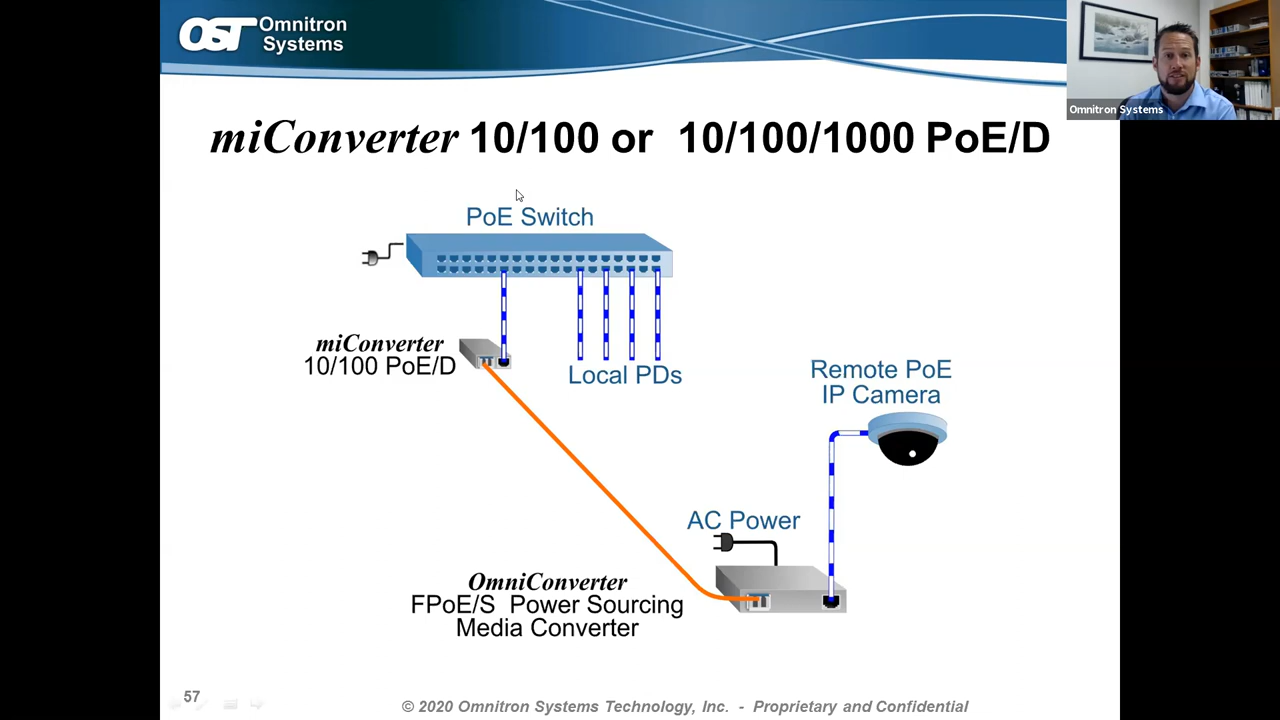 OST Omnitron
Systems
Omnitron Systems
miConverter 10/100 or 10/100/1000 PoE/D
PoE Switch
miConverter
10/100 PoE/D
Local PDs
Remote PoE
IP Camera
AC Power
OmniConverter
FPoE/S Power Sourcing
Media Converter
57
© 2020 Omnitron Systems Technology, Inc. - Proprietary and Confidential